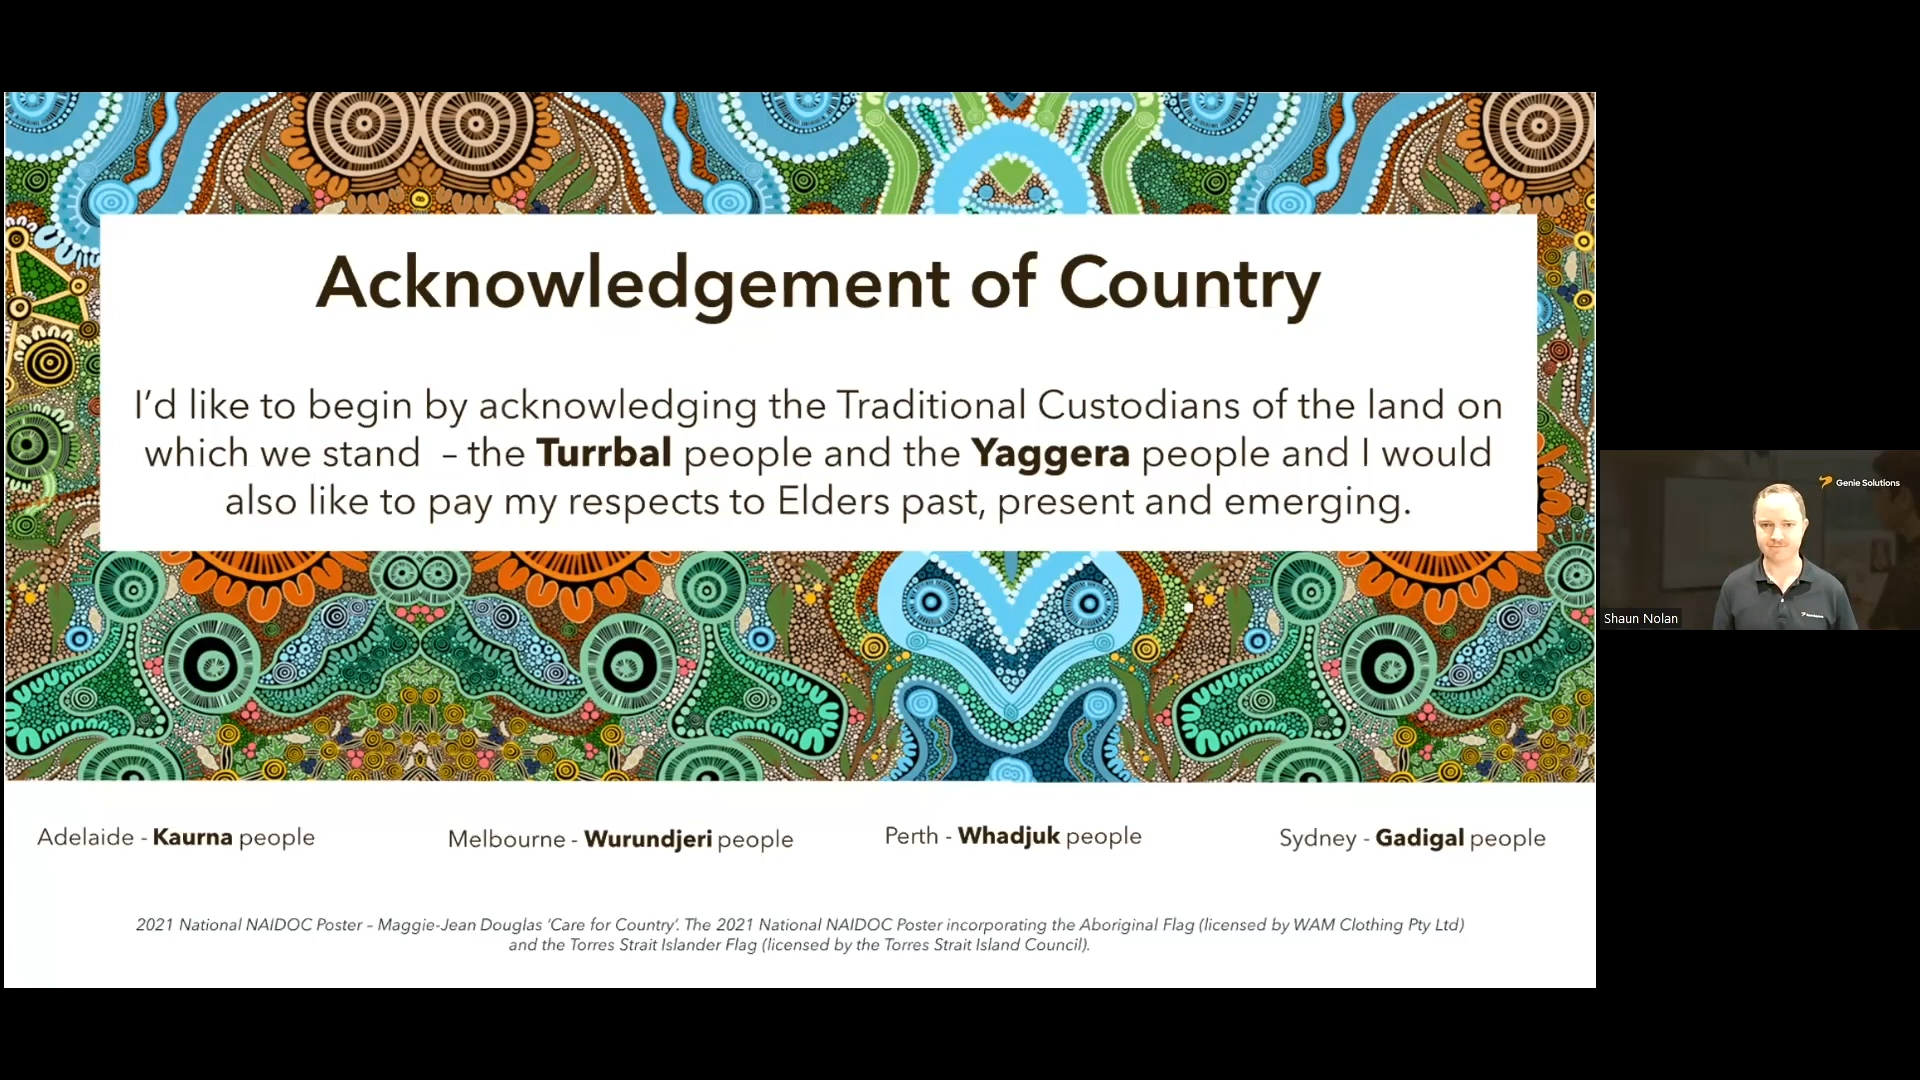 Acknowledgement of Country
I’d like to begin by acknowledging the Traditional Custodians of the land on
which we stand – the Turrbal people and the Yaggera people and I would
also like to pay my respects to Elders past, present and emerging.
Genie Solutions
Shaun Nolan
Adelaide - Kaurna people
Melbourne - Wurundjeri people
Perth - Whadjuk people
Sydney - Gadigal people
2021 National NAIDOC Poster – Maggie-Jean Douglas ‘Care for Country’. The 2021 National NAIDOC Poster incorporating the Aboriginal Flag (licensed by WAM Clothing Pty Ltd)
and the Torres Strait Islander Flag (licensed by the Torres Strait Island Council).